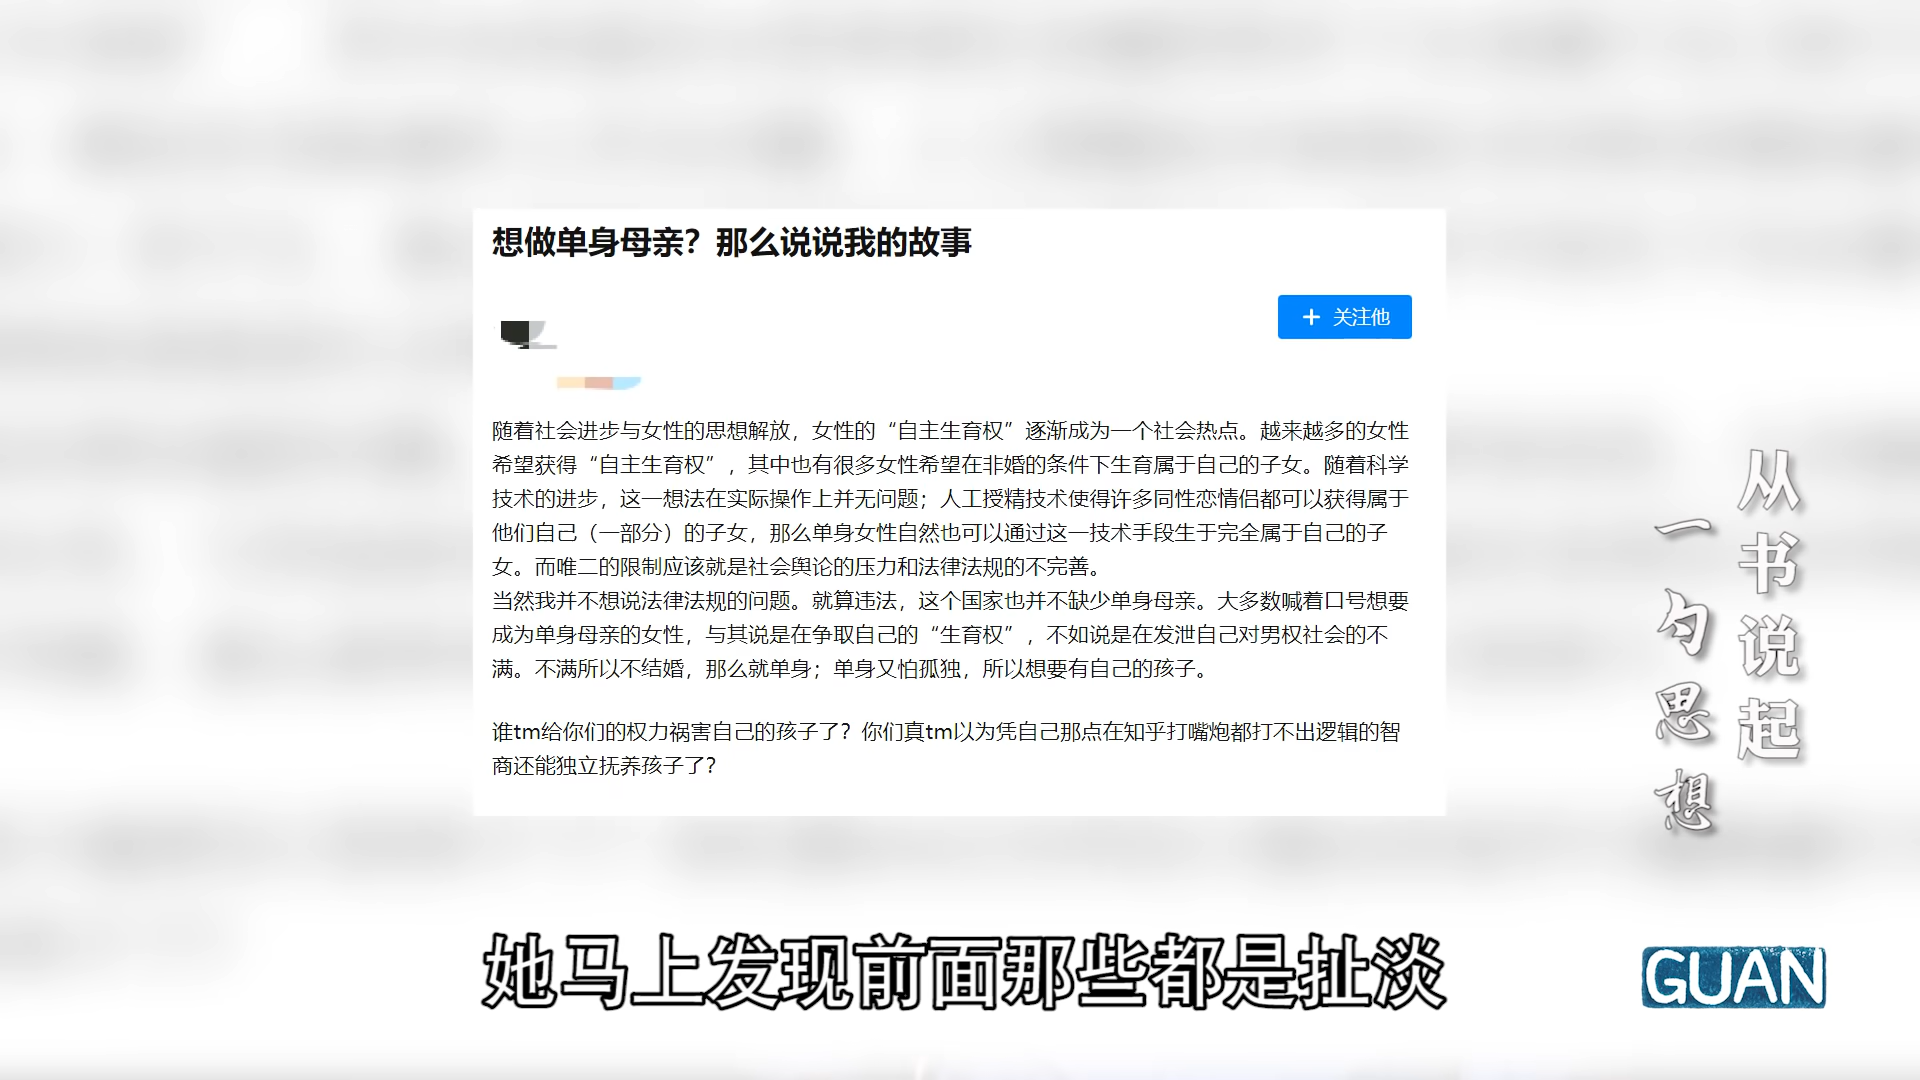 想做单身母亲？那么说说我的故事
+ 关注他
随着社会进步与女性的思想解放，女性的“自主生育权”逐渐成为一个社会热点。越来越多的女性
希望获得“自主生育权”，其中也有很多女性希望在非婚的条件下生育属于自己的子女。随着科学
技术的进步，这一想法在实际操作上并无问题；人工授精技术使得许多同性恋情侣都可以获得属于
他们自己（一部分）的子女，那么单身女性自然也可以通过这一技术手段生于完全属于自己的子
女。而唯二的限制应该就是社会舆论的压力和法律法规的不完善。
当然我并不想说法律法规的问题。就算违法，这个国家也并不缺少单身母亲。大多数喊着口号想要
成为单身母亲的女性，与其说是在争取自己的“生育权”，不如说是在发泄自己对男权社会的不
满。不满所以不结婚，那么就单身；单身又怕孤独，所以想要有自己的孩子。
谁tm给你们的权力祸害自己的孩子了？你们真tm以为凭自己那点在知乎打嘴炮都打不出逻辑的智
商还能独立抚养孩子了？
从书说起
一勺思想
她马上发现前面那些都是扯淡
GUAN